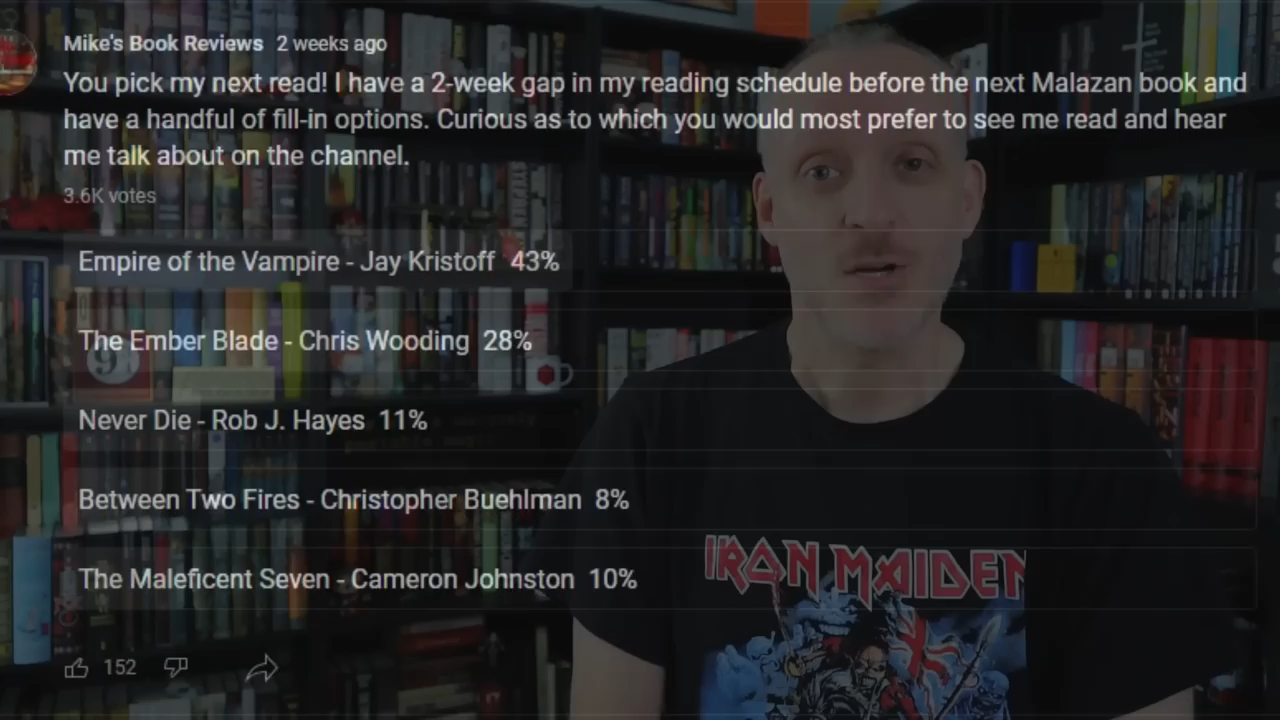 Mike's Book Reviews 2 weeks ago
You pick my next read! I have a 2-week gap in my reading schedule before the next Malazan book and
have a handful of fill-in options. Curious as to which you would most prefer to see me read and hear
me talk about on the channel.
3.6K votes
Empire of the Vampire - Jay Kristoff 43%
The Ember Blade - Chris Wooding 28%
Never Die - Rob J. Hayes 11%
Between Two Fires - Christopher Buehlman 8%
The Maleficent Seven - Cameron Johnston 10%
152
IRON MAIDEN